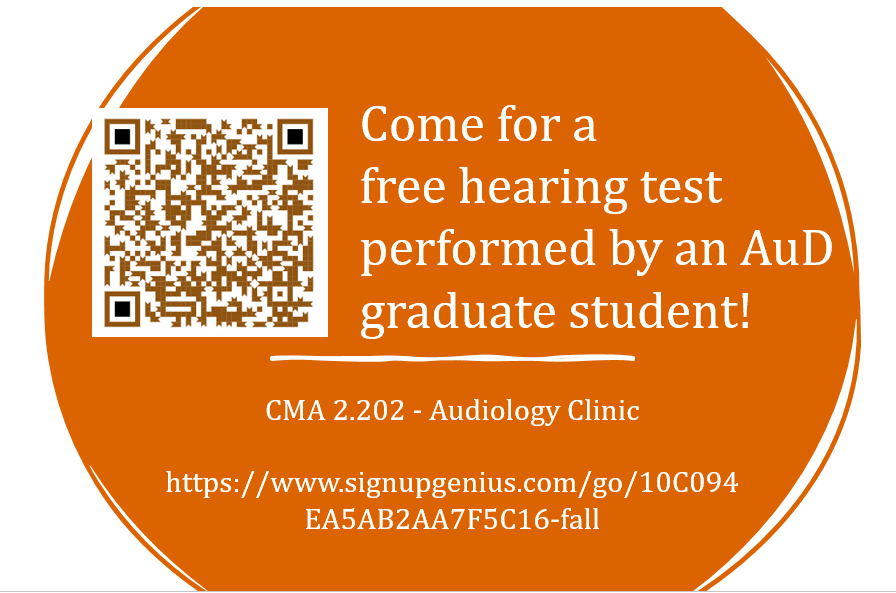 Come for a
free hearing test
performed by an AuD
graduate student!
CMA 2.202 - Audiology Clinic
https://www.signupgenius.com/go/10C094
EA5AB2AA7F5C16-fall